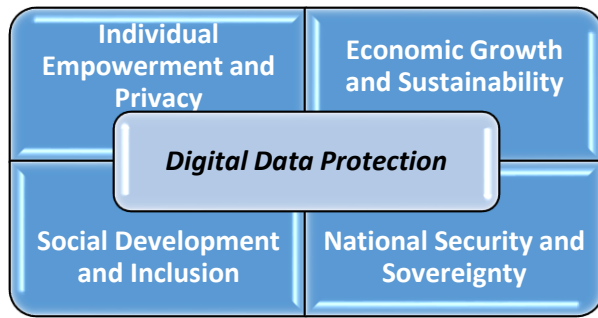 Individual
Empowerment and
Privacy
Economic Growth
and Sustainability
Digital Data Protection
Social Development
and Inclusion
National Security and
Sovereignty